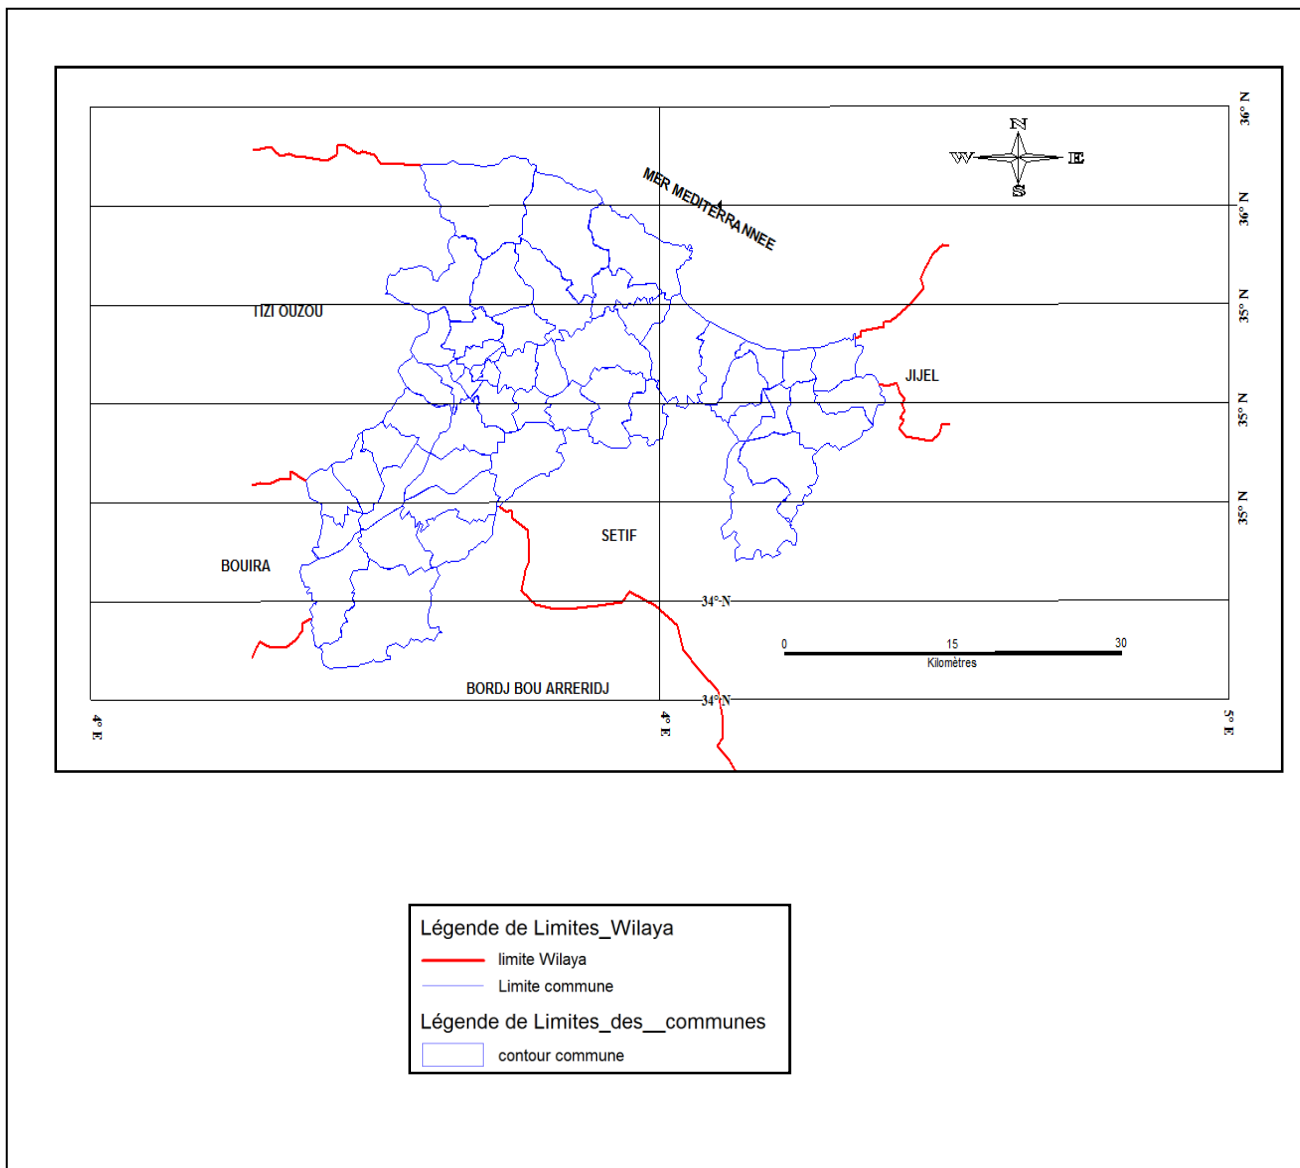 36° N
N
W E
S
MER MEDITERRANNEE
36° N
TIZI OUZOU
35° N
JIJEL
35° N
35° N
SETIF
BOUIRA
34° N
0 15 30
Kilomètres
BORDJ BOU ARRERIDJ
34° N
4° E
4° E
5° E
Légende de Limites_Wilaya
limite Wilaya
Limite commune
Légende de Limites_des__communes
contour commune